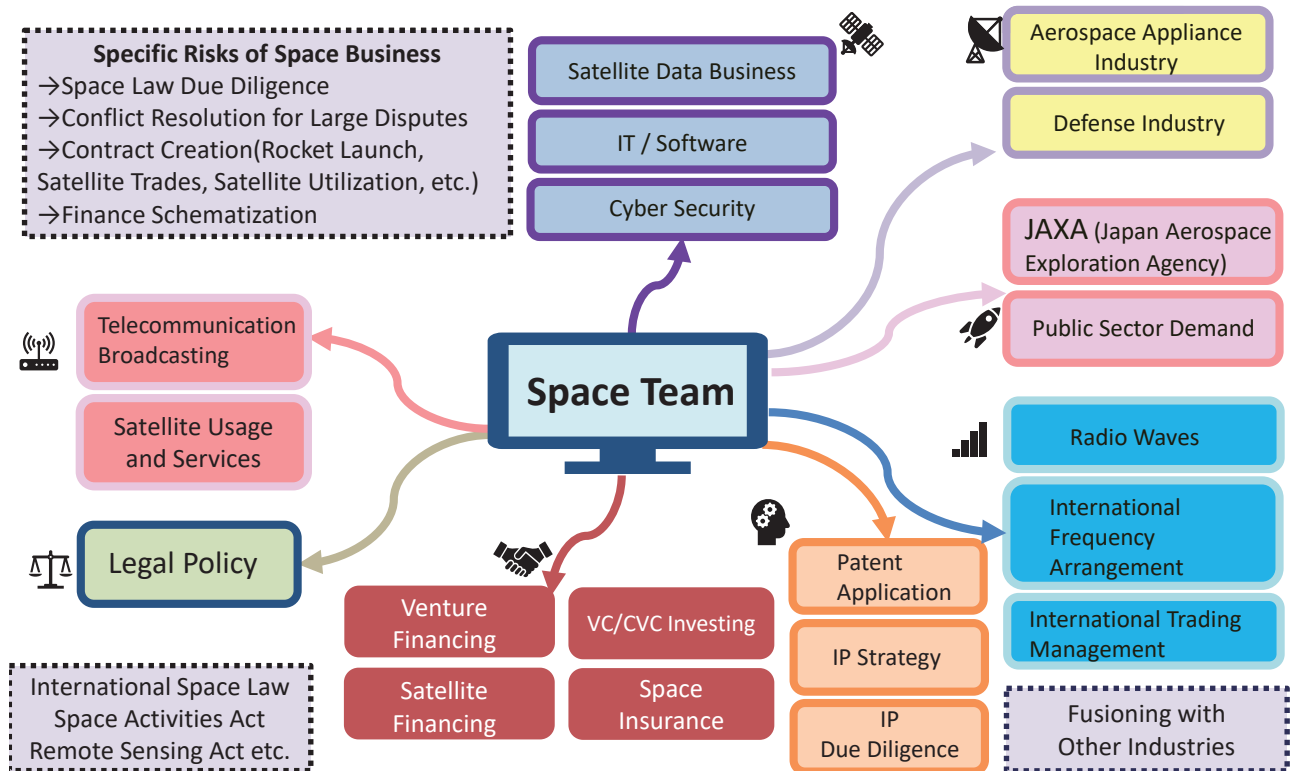 Specific Risks of Space Business
→Space Law Due Diligence
→Conflict Resolution for Large Disputes
→Contract Creation(Rocket Launch,
Satellite Trades, Satellite Utilization, etc.)
→Finance Schematization
Satellite Data Business
IT / Software
Cyber Security
Aerospace Appliance
Industry
Defense Industry
JAXA (Japan Aerospace
Exploration Agency)
Public Sector Demand
Telecommunication
Broadcasting
Satellite Usage
and Services
Space Team
Radio Waves
International
Frequency
Arrangement
International Trading
Management
Legal Policy
Venture
Financing
VC/CVC Investing
Satellite
Financing
Space
Insurance
Patent
Application
IP Strategy
IP
Due Diligence
International Space Law
Space Activities Act
Remote Sensing Act etc.
Fusioning with
Other Industries